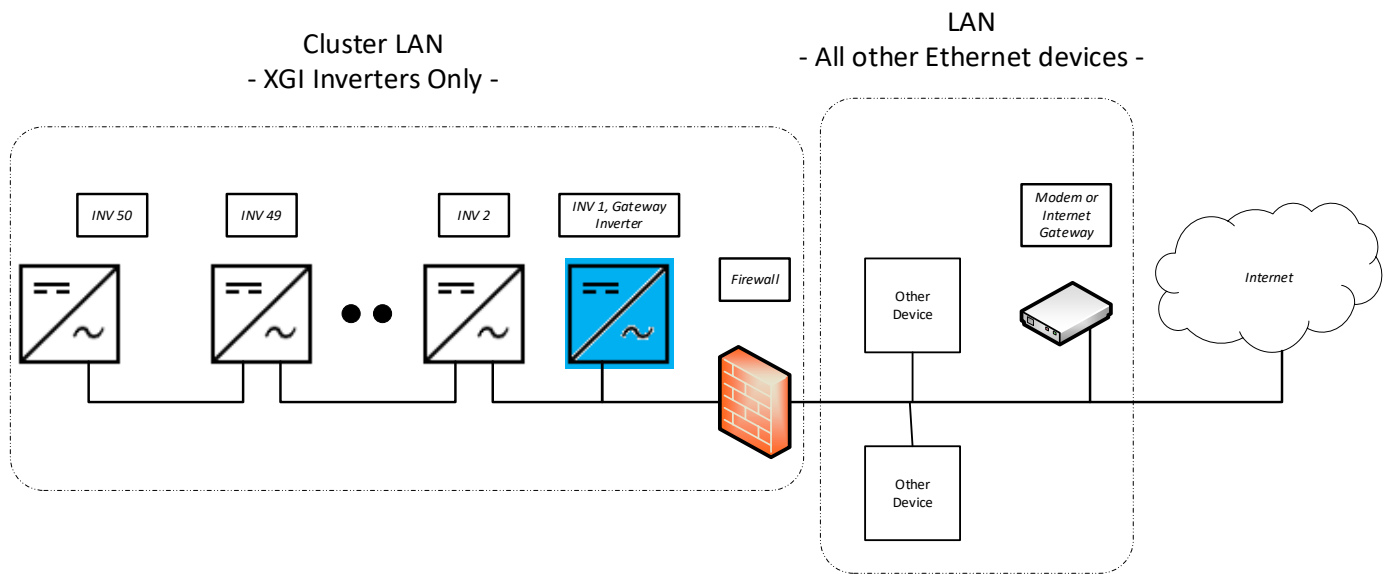 Cluster LAN
- XGI Inverters Only -
LAN
- All other Ethernet devices -
INV 50
INV 49
INV 2
INV 1, Gateway
Inverter
Firewall
Other
Device
Modem or
Internet
Gateway
Internet
Other
Device